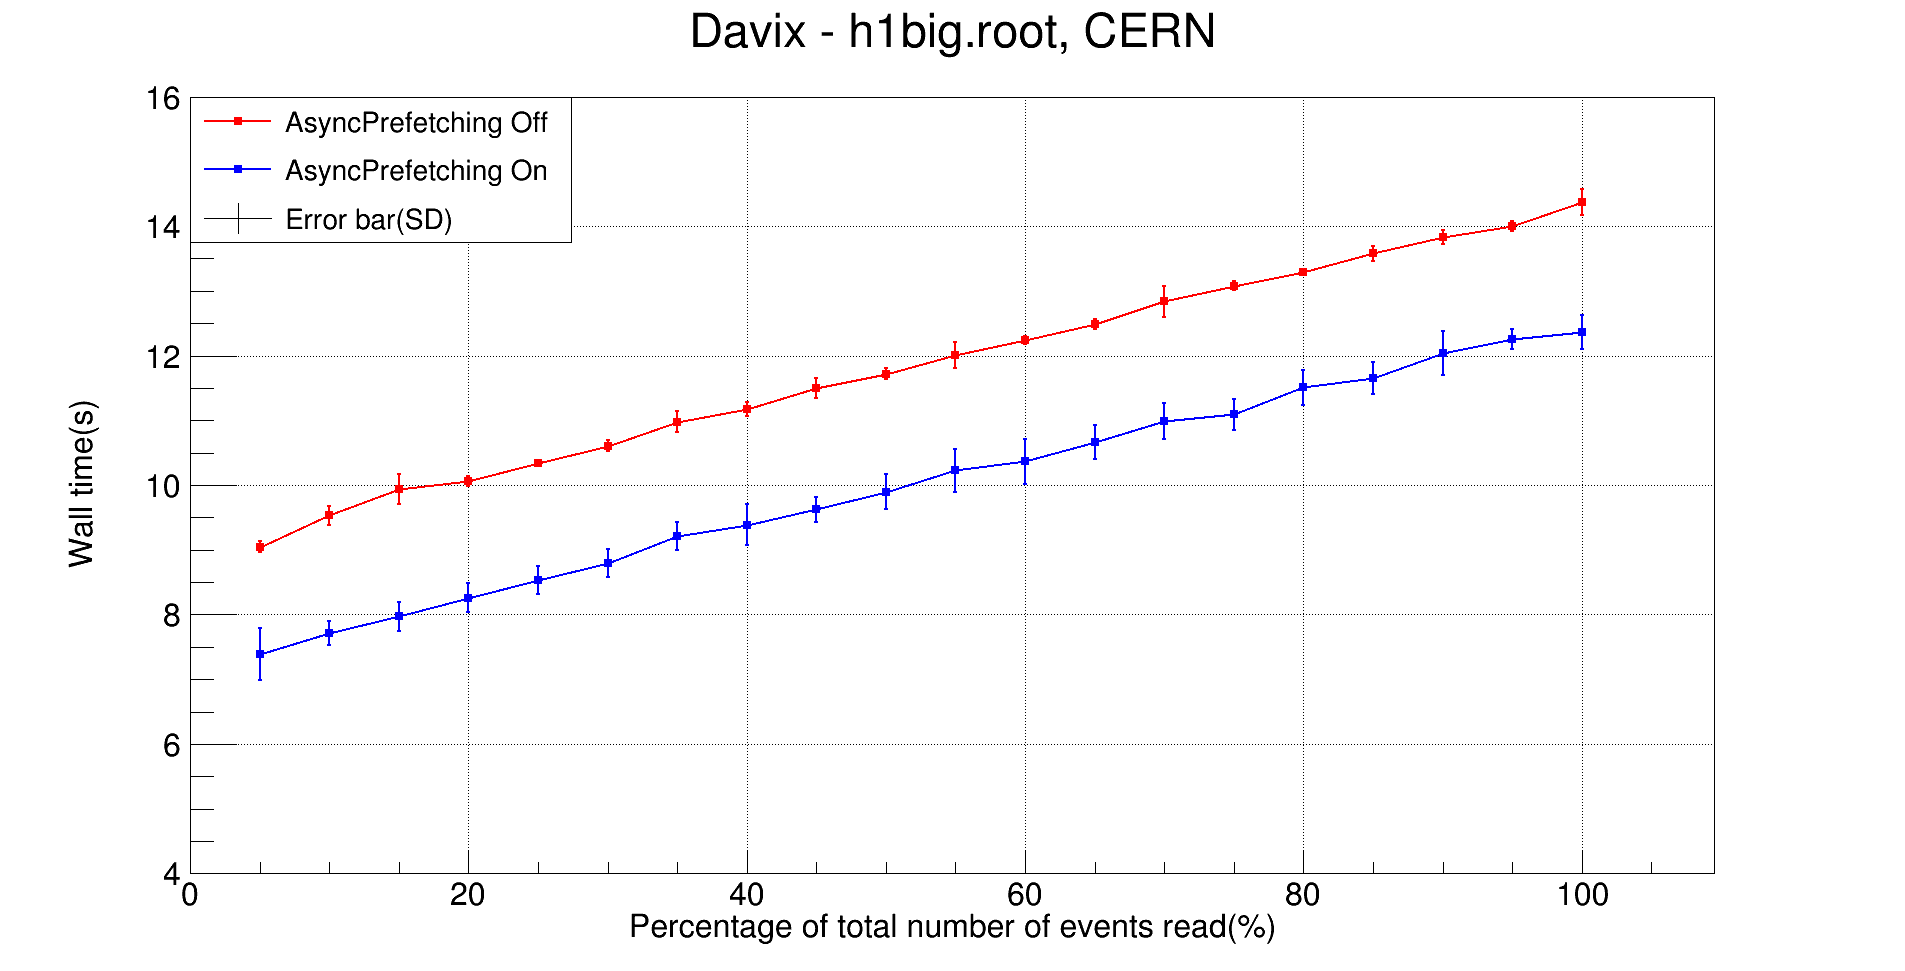 Davix - h1big.root, CERN
AsyncPrefetching Off
AsyncPrefetching On
Error bar(SD)
16
14
12
10
8
6
4
Wall time(s)
0 20 40 60 80 100
Percentage of total number of events read(%)